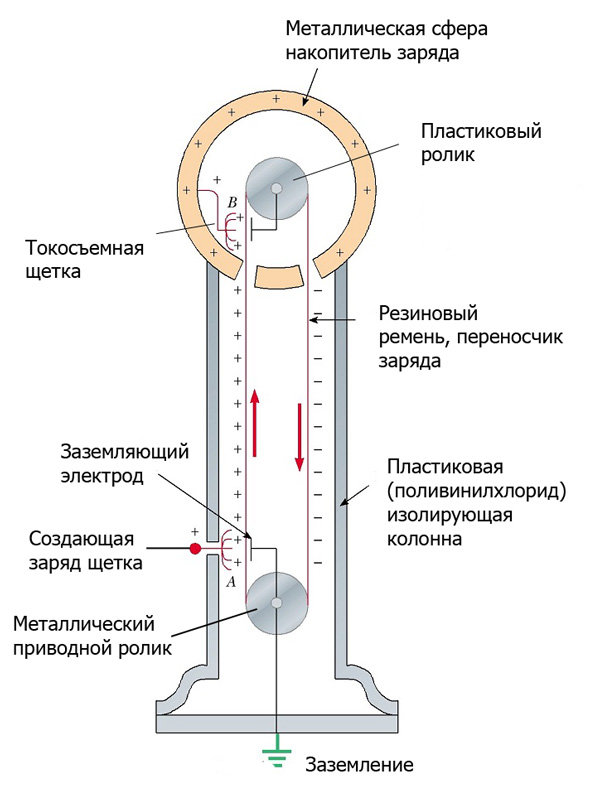 Металлическая сфера
накопитель заряда
Пластиковый
ролик
B
Токосъемная
щетка
Резиновый
ремень, переносчик
заряда
Заземляющий
электрод
Пластиковая
(поливинилхлорид)
изолирующая
колонна
Создающая
заряд щетка
A
Металлический
приводной ролик
Заземление